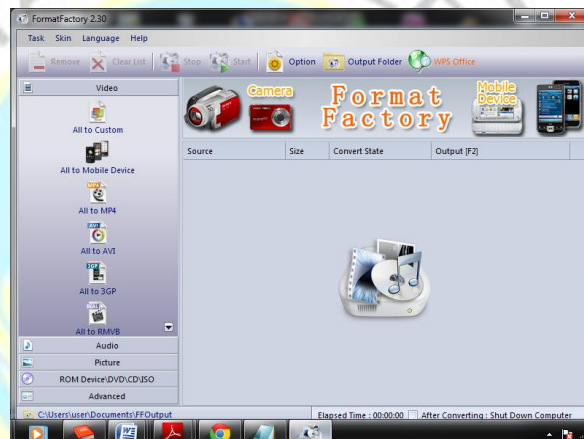 FormatFactory 2.30
Task Skin Language Help
Remove Clear List Stop Start Option Output Folder WPS Office
Video
All to Custom
All to Mobile Device
MP4
All to MP4
AVI
All to AVI
3GP
All to 3GP
All to RMVB
Audio
Picture
ROM Device\DVD\CD\ISO
Advanced
Camera
Format
Factory
Mobile
Device
Source Size Convert State Output [F2]
C:\Users\user\Documents\FFOutput Elapsed Time : 00:00:00 After Converting : Shut Down Computer